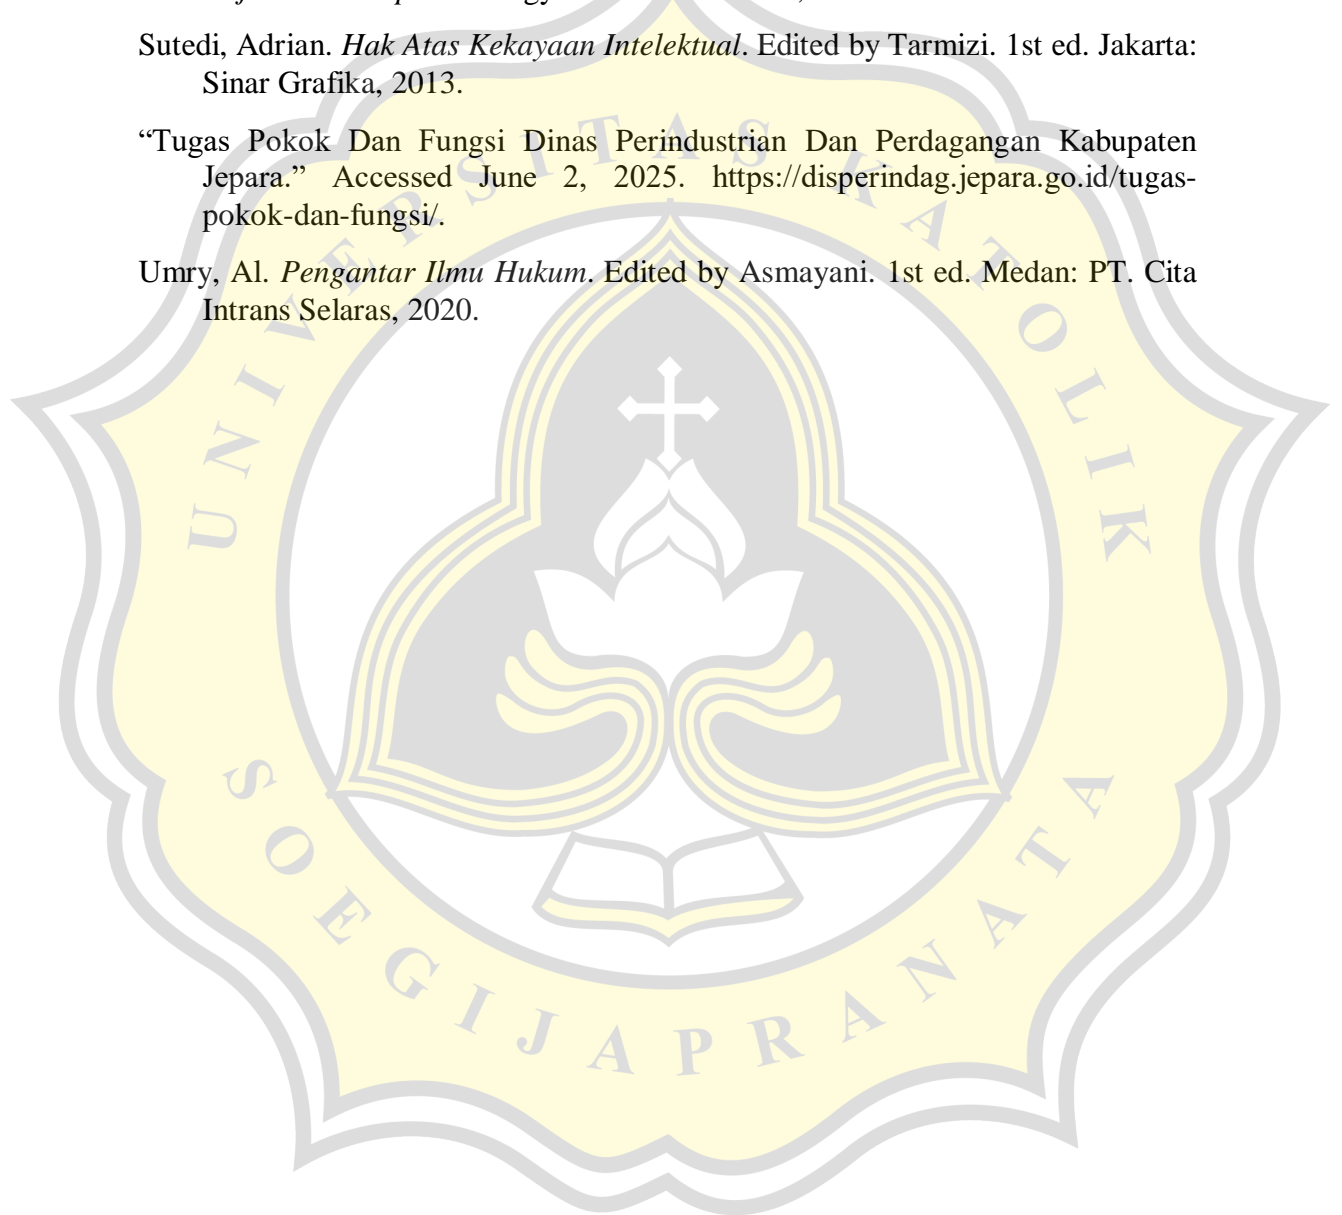 Sutedi, Adrian. Hak Atas Kekayaan Intelektual. Edited by Tarmizi. 1st ed. Jakarta:
Sinar Grafika, 2013.
“Tugas Pokok Dan Fungsi Dinas Perindustrian Dan Perdagangan Kabupaten
Jepara.” Accessed June 2, 2025. https://disperindag.jepara.go.id/tugas-
pokok-dan-fungsi/.
Umry, Al. Pengantar Ilmu Hukum. Edited by Asmayani. 1st ed. Medan: PT. Cita
Intrans Selaras, 2020.
UNIVERSITAS KATOLIK
SOEGIJAPRANATA